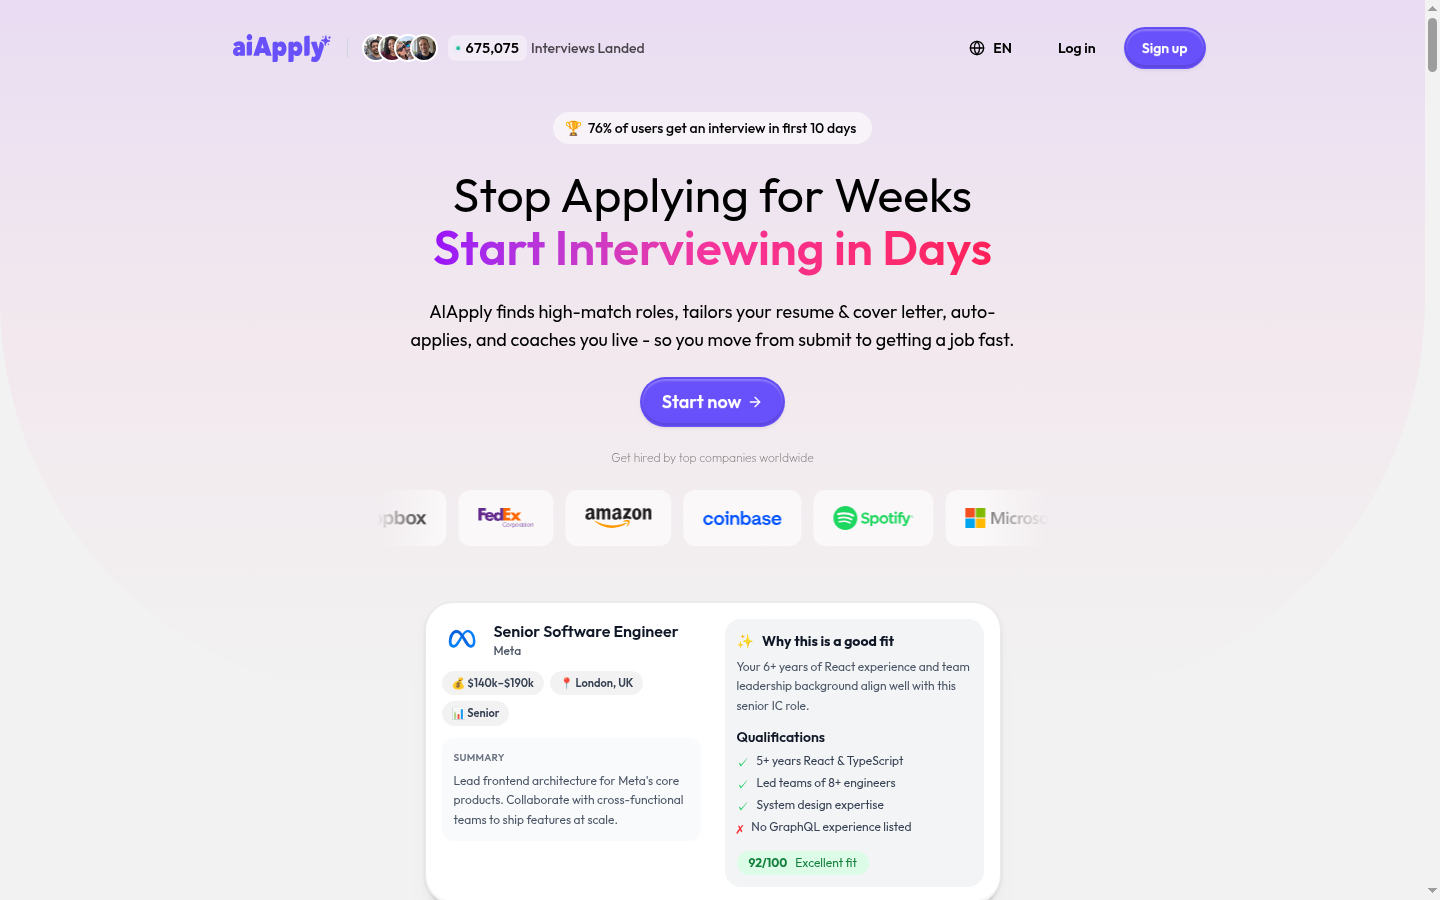 aiApply
675,075 Interviews Landed
EN
Log in
Sign up
🏆 76% of users get an interview in first 10 days
Stop Applying for Weeks
Start Interviewing in Days
AIApply finds high-match roles, tailors your resume & cover letter, auto-
applies, and coaches you live - so you move from submit to getting a job fast.
Start now →
Get hired by top companies worldwide
pbox
FedEx
Corporation
amazon
coinbase
Spotify
Microso
Senior Software Engineer
Meta
💰 $140k–$190k
📍 London, UK
📊 Senior
SUMMARY
Lead frontend architecture for Meta's core
products. Collaborate with cross-functional
teams to ship features at scale.
✨ Why this is a good fit
Your 6+ years of React experience and team
leadership background align well with this
senior IC role.
Qualifications
✓ 5+ years React & TypeScript
✓ Led teams of 8+ engineers
✓ System design expertise
✗ No GraphQL experience listed
92/100 Excellent fit